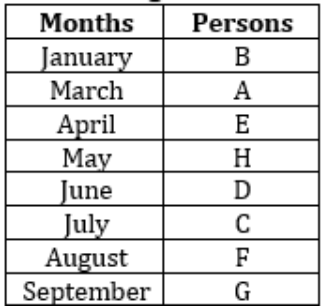 Months Persons
January B
March A
April E
May H
June D
July C
August F
September G